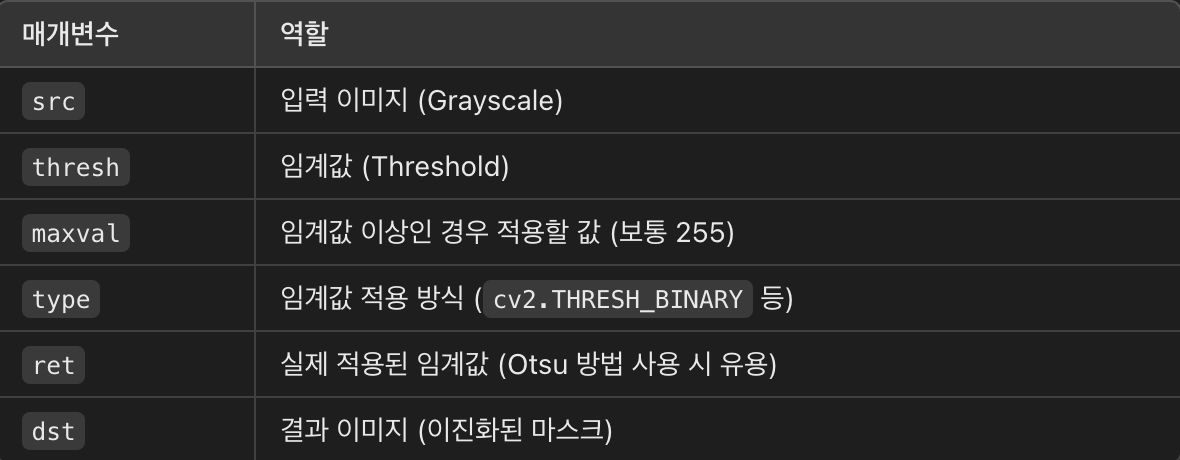 매개변수 역할
src 입력 이미지 (Grayscale)
thresh 임계값 (Threshold)
maxval 임계값 이상인 경우 적용할 값 (보통 255)
type 임계값 적용 방식 (cv2.THRESH_BINARY 등)
ret 실제 적용된 임계값 (Otsu 방법 사용 시 유용)
dst 결과 이미지 (이진화된 마스크)